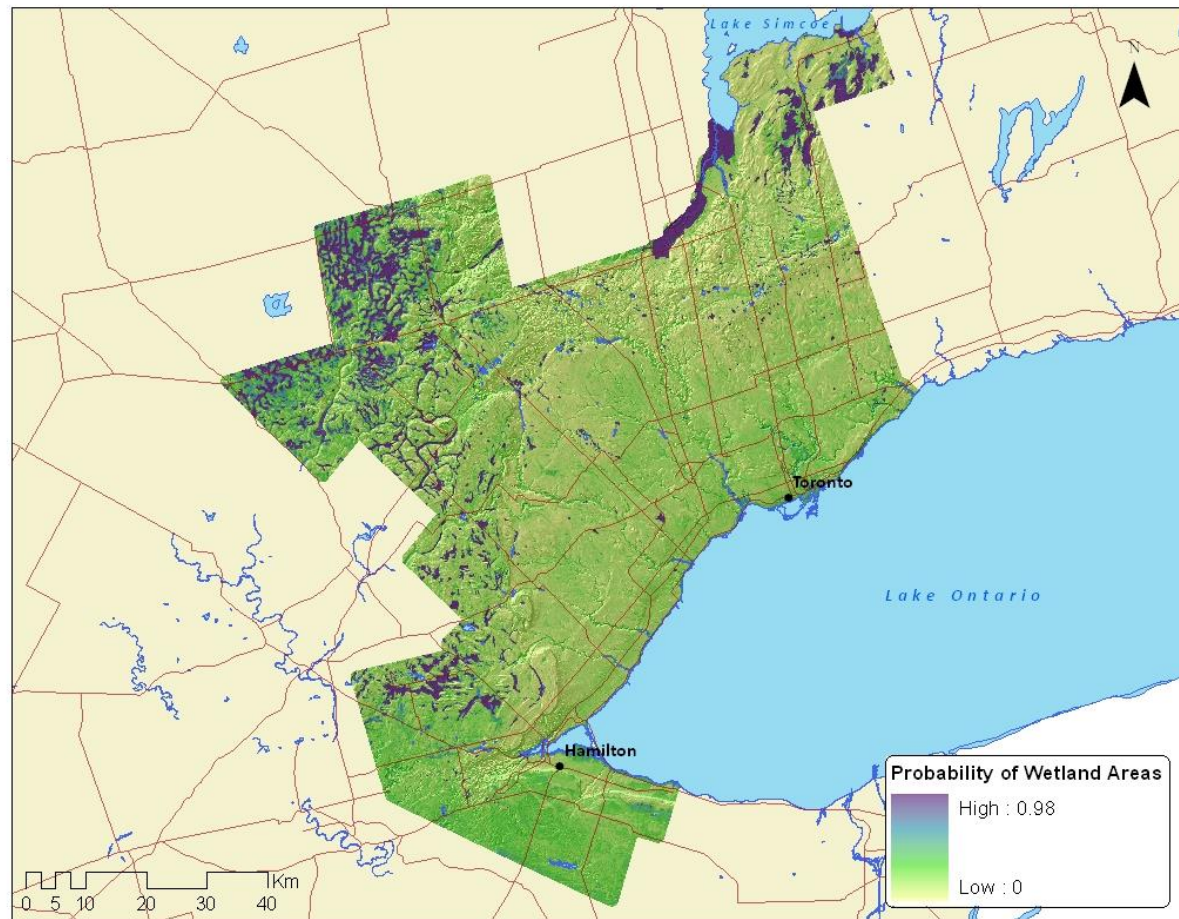 Lake Simcoe
N
Toronto
Lake Ontario
Hamilton
Probability of Wetland Areas
High : 0.98
Low : 0
Km
0 5 10 20 30 40